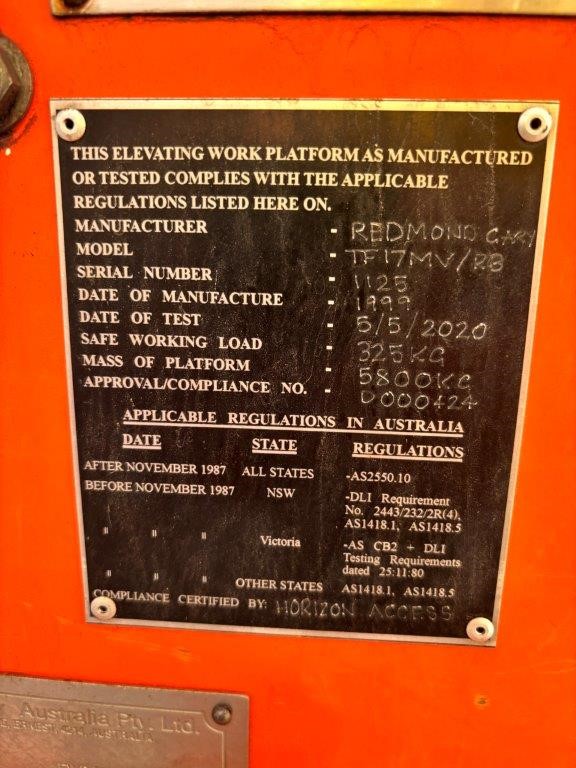 THIS ELEVATING WORK PLATFORM AS MANUFACTURED
OR TESTED COMPLIES WITH THE APPLICABLE
REGULATIONS LISTED HERE ON.
MANUFACTURER - REDMOND GARY
MODEL - TF17MV/RB
SERIAL NUMBER - 1125
DATE OF MANUFACTURE - 1999
DATE OF TEST - 5/5/2020
SAFE WORKING LOAD - 325KG
MASS OF PLATFORM - 5800KG
APPROVAL/COMPLIANCE NO. - D000424
APPLICABLE REGULATIONS IN AUSTRALIA
DATE STATE REGULATIONS
AFTER NOVEMBER 1987 ALL STATES -AS2550.10
BEFORE NOVEMBER 1987 NSW -DLI Requirement
No. 2443/232/2R(4),
AS1418.1, AS1418.5
" " " Victoria -AS CB2 + DLI
Testing Requirements
dated 25:11:80
" " " OTHER STATES AS1418.1, AS1418.5
COMPLIANCE CERTIFIED BY: HORIZON ACCESS
Australia Pty. Ltd.
ERNEST, 4214, AUSTRALIA